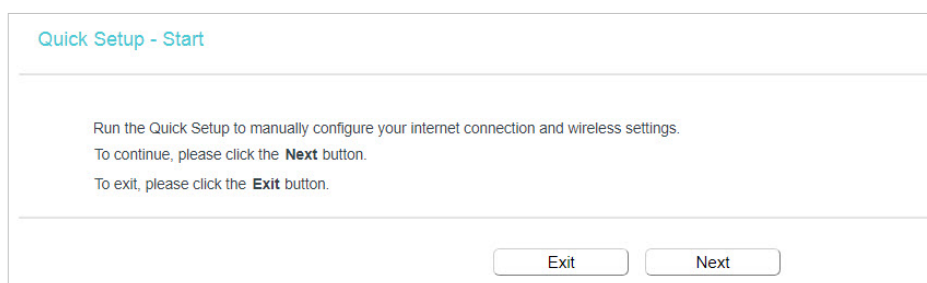 Quick Setup - Start
Run the Quick Setup to manually configure your internet connection and wireless settings.
To continue, please click the Next button.
To exit, please click the Exit button.
Exit Next